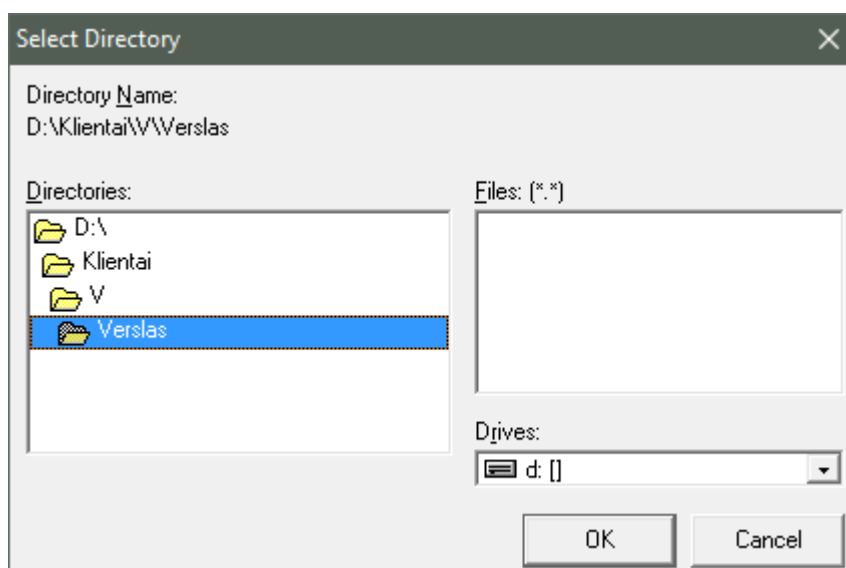 Select Directory
Directory Name:
D:\Klientai\V\Verslas
Directories:
D:\
Klientai
V
Verslas
Files: (*.*)
Drives:
d: []
OK
Cancel